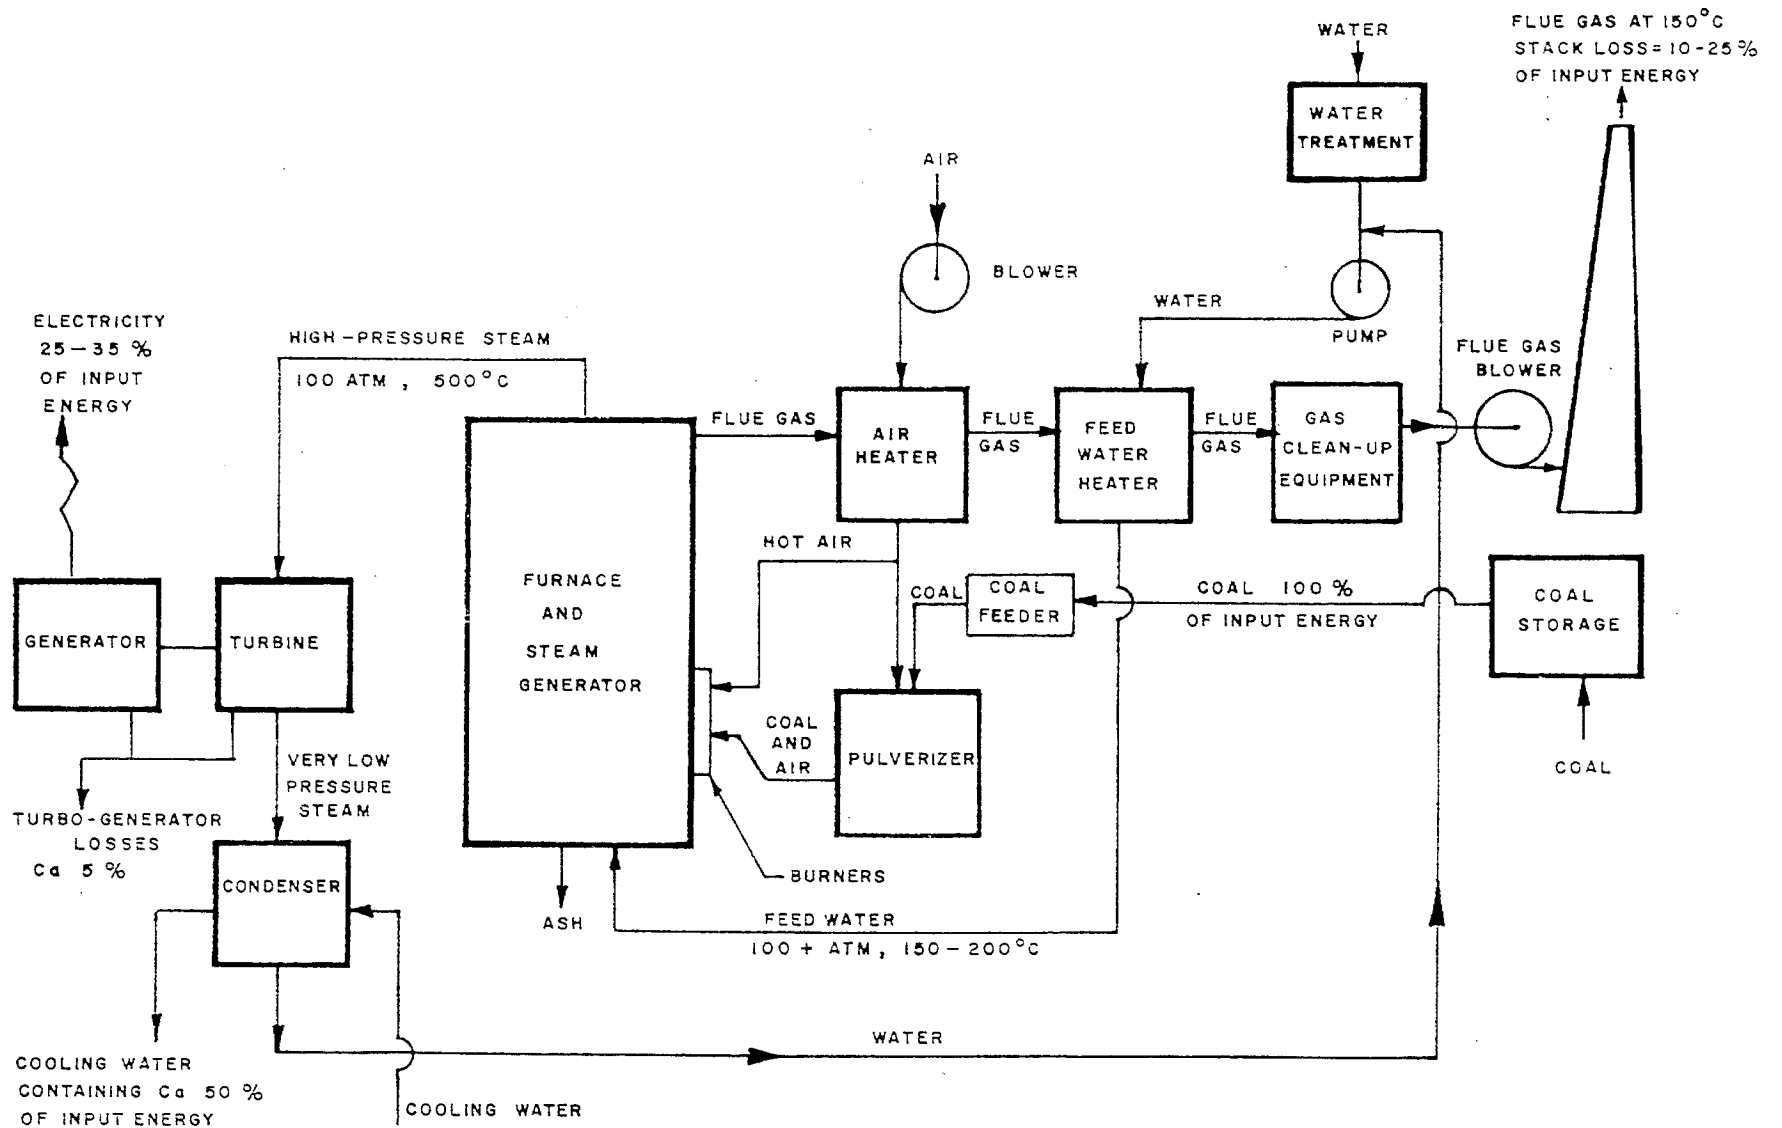 FLUE GAS AT 150°C
STACK LOSS = 10-25 %
OF INPUT ENERGY
WATER
WATER
TREATMENT
AIR
BLOWER
WATER
PUMP
FLUE GAS
BLOWER
ELECTRICITY
25-35 %
OF INPUT
ENERGY
HIGH-PRESSURE STEAM
100 ATM , 500°C
FLUE GAS
AIR
HEATER
FLUE
GAS
FEED
WATER
HEATER
FLUE
GAS
GAS
CLEAN-UP
EQUIPMENT
HOT AIR
FURNACE
AND
STEAM
GENERATOR
COAL
COAL
FEEDER
COAL 100 %
OF INPUT ENERGY
COAL
STORAGE
GENERATOR
TURBINE
COAL
AND
AIR
PULVERIZER
COAL
VERY LOW
PRESSURE
STEAM
TURBO-GENERATOR
LOSSES
Ca 5 %
CONDENSER
BURNERS
ASH
FEED WATER
100 + ATM , 150-200°C
WATER
COOLING WATER
CONTAINING Ca 50 %
OF INPUT ENERGY
COOLING WATER